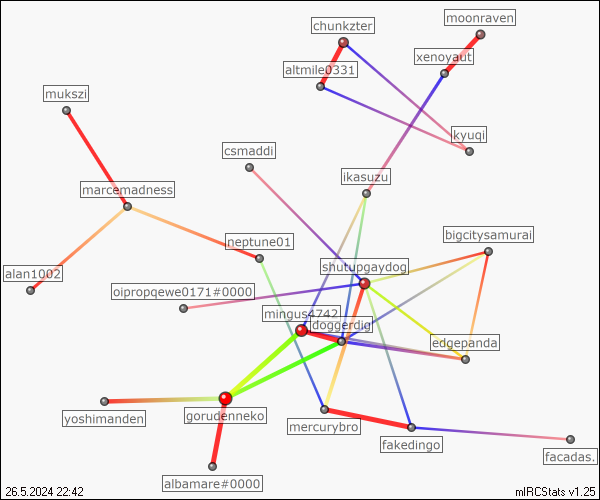 moonraven
chunkzter
xenoyaut
altmile0331
mukszi
kyuqi
csmaddi
ikasuzu
marcemadness
bigcitysamurai
neptune01
shutupgaydog
alan1002
oipropqewe0171#0000
mingus4742
doggerdig
edgepanda
yoshimanden
gorudenneko
mercurybro
fakedingo
facadas.
albamare#0000
26.5.2024 22:42
mIRCStats v1.25